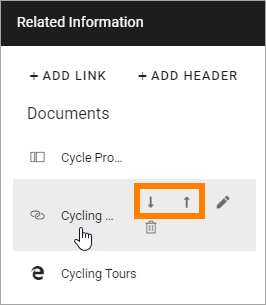 Related Information
+ ADD LINK + ADD HEADER
Documents
Cycle Pro...
Cycling ...
Cycling Tours